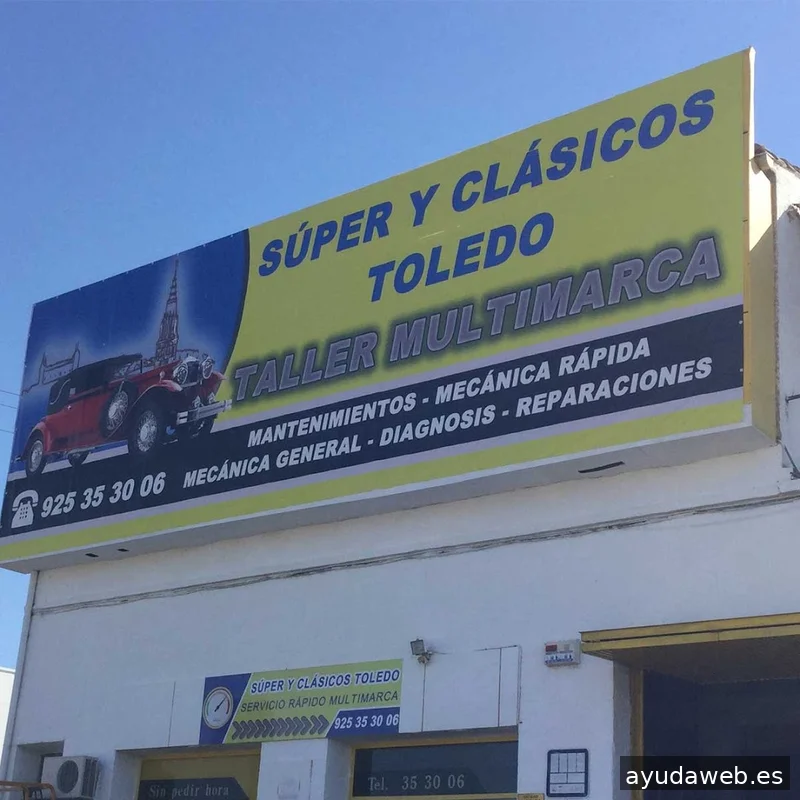 SÚPER Y CLÁSICOS
TOLEDO
TALLER MULTIMARCA
MANTENIMIENTOS - MECÁNICA RÁPIDA
MECÁNICA GENERAL - DIAGNOSIS - REPARACIONES
925 35 30 06
SÚPER Y CLÁSICOS TOLEDO
SERVICIO RÁPIDO MULTIMARCA
925 35 30 06
Sin pedir hora
Tel. 35 30 06
ayudaweb.es